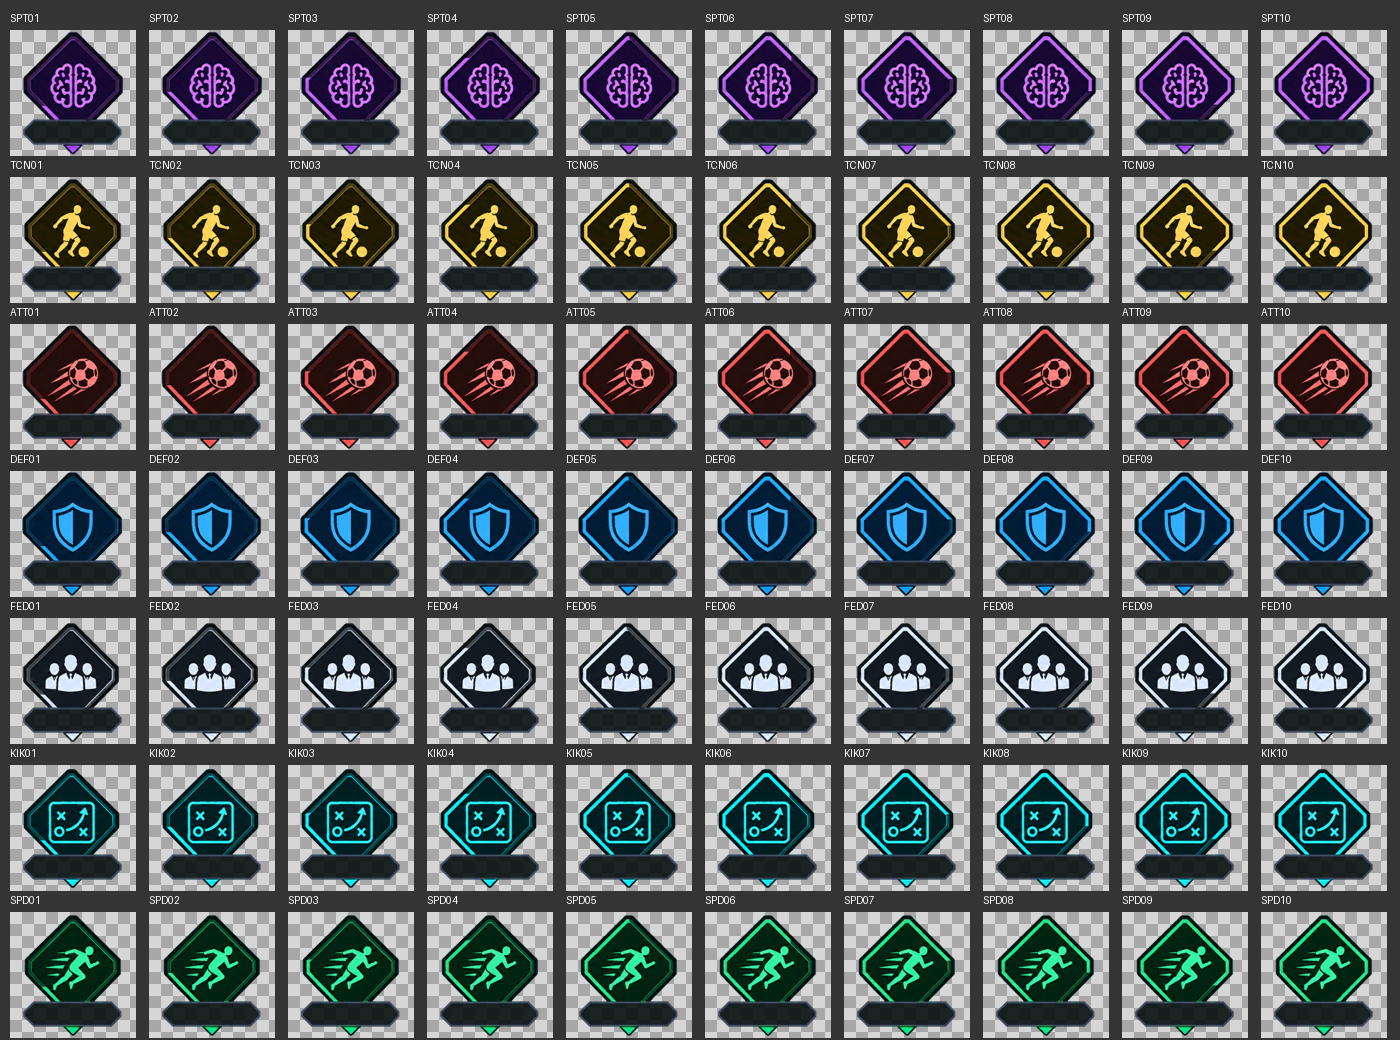 SPT01 SPT02 SPT03 SPT04 SPT05 SPT06 SPT07 SPT08 SPT09 SPT10
TCN01 TCN02 TCN03 TCN04 TCN05 TCN06 TCN07 TCN08 TCN09 TCN10
ATT01 ATT02 ATT03 ATT04 ATT05 ATT06 ATT07 ATT08 ATT09 ATT10
DEF01 DEF02 DEF03 DEF04 DEF05 DEF06 DEF07 DEF08 DEF09 DEF10
FED01 FED02 FED03 FED04 FED05 FED06 FED07 FED08 FED09 FED10
KIK01 KIK02 KIK03 KIK04 KIK05 KIK06 KIK07 KIK08 KIK09 KIK10
SPD01 SPD02 SPD03 SPD04 SPD05 SPD06 SPD07 SPD08 SPD09 SPD10